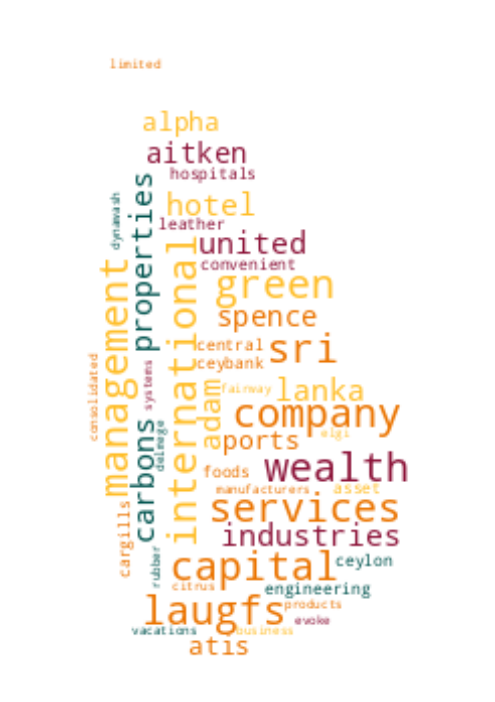 limited
alpha
aitken
hospitals
properties
dynawash
hotel
leather
united
convenient
international
management
green
spence
central
sri
ceybank
consolidated
systems
adam
fairway
lanka
company
carbons
delmege
ports
elgi
foods
wealth
manufacturers
asset
services
cargills
industries
rubber
capital
ceylon
citrus
engineering
laugfs
products
evoke
vacations
business
atis